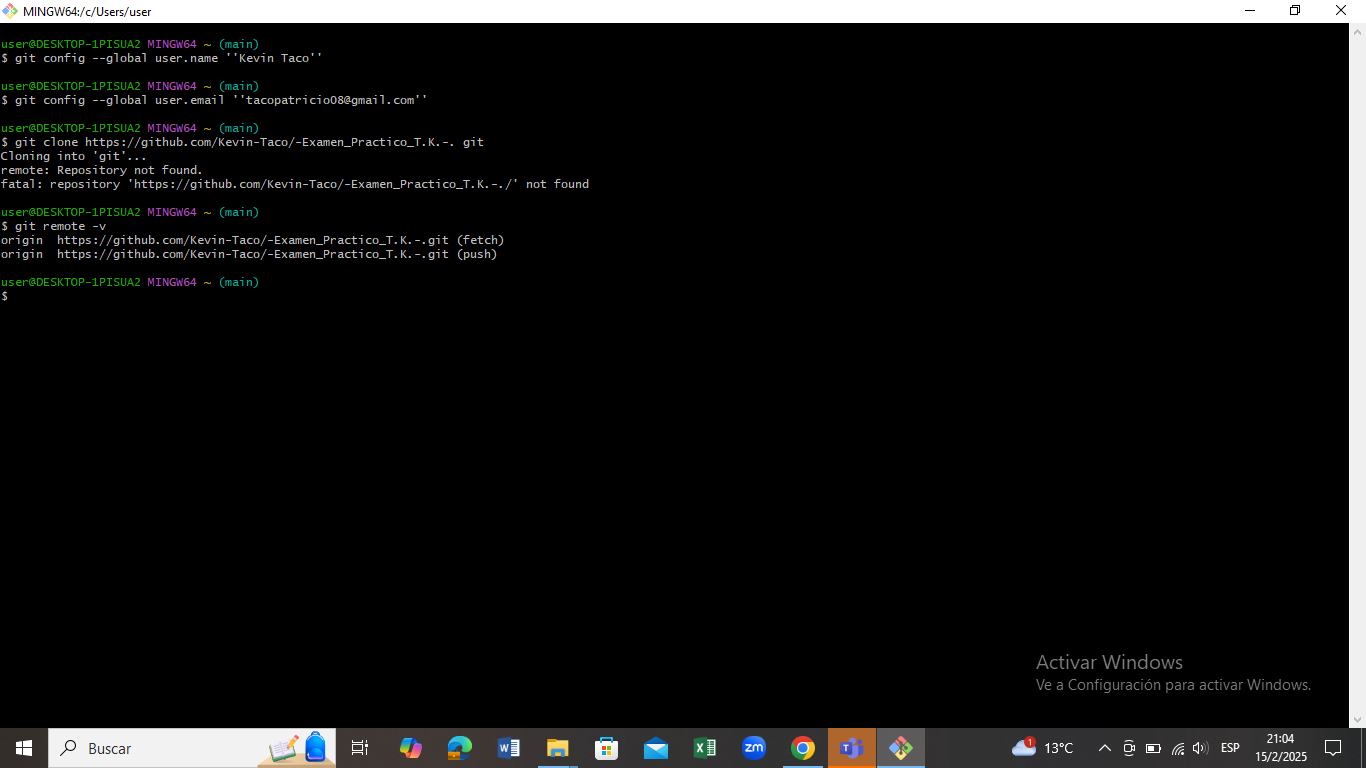 MINGW64:/c/Users/user
user@DESKTOP-1PISUA2 MINGW64 ~ (main)
$ git config --global user.name ''Kevin Taco''
user@DESKTOP-1PISUA2 MINGW64 ~ (main)
$ git config --global user.email ''tacopatricio08@gmail.com''
user@DESKTOP-1PISUA2 MINGW64 ~ (main)
$ git clone https://github.com/Kevin-Taco/-Examen_Practico_T.K.-. git
Cloning into 'git'...
remote: Repository not found.
fatal: repository 'https://github.com/Kevin-Taco/-Examen_Practico_T.K.-./' not found
user@DESKTOP-1PISUA2 MINGW64 ~ (main)
$ git remote -v
origin  https://github.com/Kevin-Taco/-Examen_Practico_T.K.-.git (fetch)
origin  https://github.com/Kevin-Taco/-Examen_Practico_T.K.-.git (push)
user@DESKTOP-1PISUA2 MINGW64 ~ (main)
$
Activar Windows
Ve a Configuración para activar Windows.
Buscar
zm
1
13°C
ESP
21:04
15/2/2025